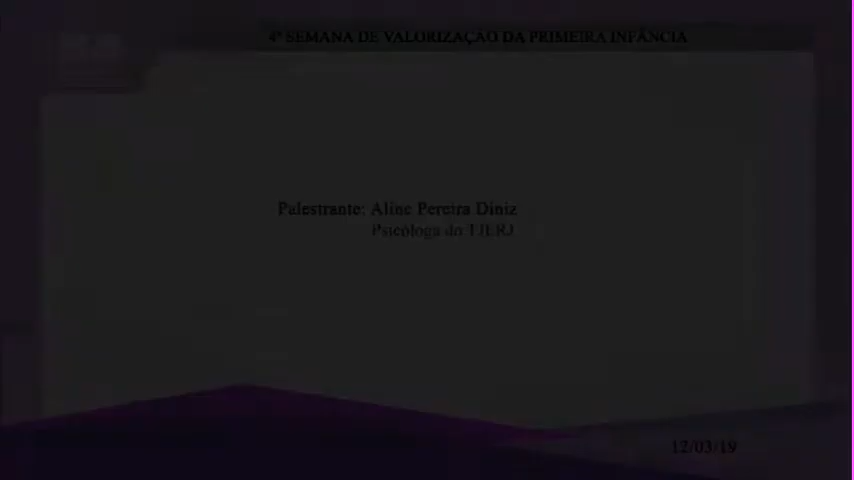 4ª SEMANA DE VALORIZAÇÃO DA PRIMEIRA INFÂNCIA
Palestrante: Aline Pereira Diniz
Psicóloga do TJERJ
12/03/19